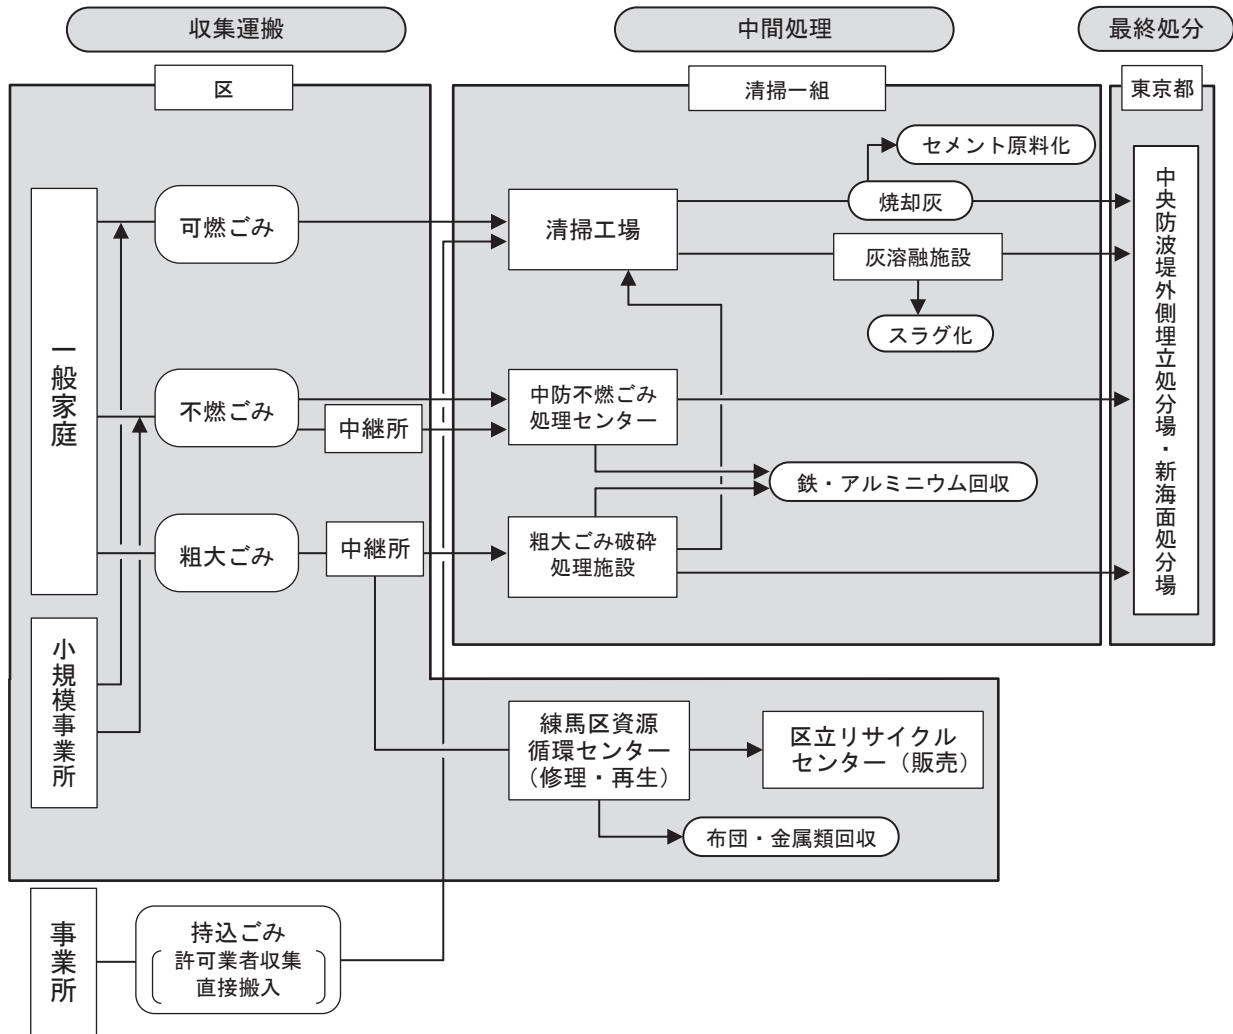 収集運搬
中間処理
最終処分
区
清掃一組
東京都
一般家庭
小規模事業所
可燃ごみ
不燃ごみ
中継所
粗大ごみ
中継所
清掃工場
セメント原料化
焼却灰
灰溶融施設
スラグ化
中防不燃ごみ
処理センター
鉄・アルミニウム回収
粗大ごみ破砕
処理施設
中央防波堤外側埋立処分場・新海面処分場
練馬区資源
循環センター
(修理・再生)
区立リサイクル
センター(販売)
布団・金属類回収
事業所
持込ごみ
許可業者収集
直接搬入